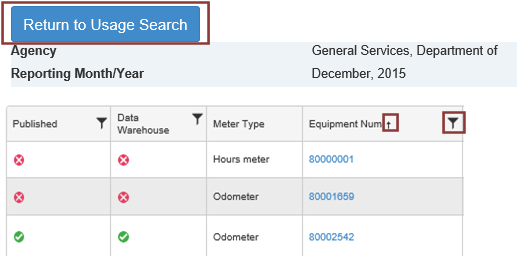 Return to Usage Search
Agency General Services, Department of
Reporting Month/Year December, 2015
Published Data Warehouse Meter Type Equipment Num
Hours meter 80000001
Odometer 80001659
Odometer 80002542